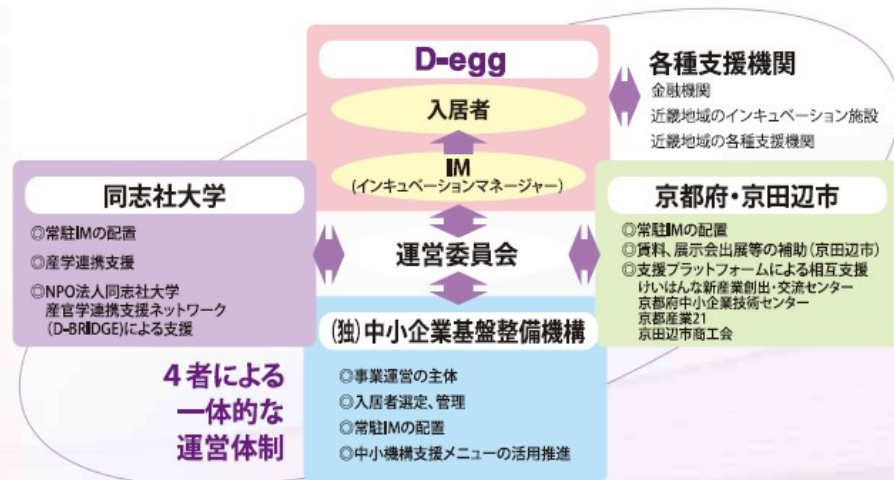 D-egg
入居者
IM
(インキュベーションマネージャー)
各種支援機関
金融機関
近畿地域のインキュベーション施設
近畿地域の各種支援機関
同志社大学
◎常駐IMの配置
◎産学連携支援
◎NPO法人同志社大学
産官学連携支援ネットワーク
(D-BRIDGE)による支援
運営委員会
京都府・京田辺市
◎常駐IMの配置
◎賃料、展示会出展等の補助(京田辺市)
◎支援プラットフォームによる相互支援
けいはんな新産業創出・交流センター
京都府中小企業技術センター
京都産業21
京田辺市商工会
(独)中小企業基盤整備機構
◎事業運営の主体
◎入居者選定、管理
◎常駐IMの配置
◎中小機構支援メニューの活用推進
4者による
一体的な
運営体制